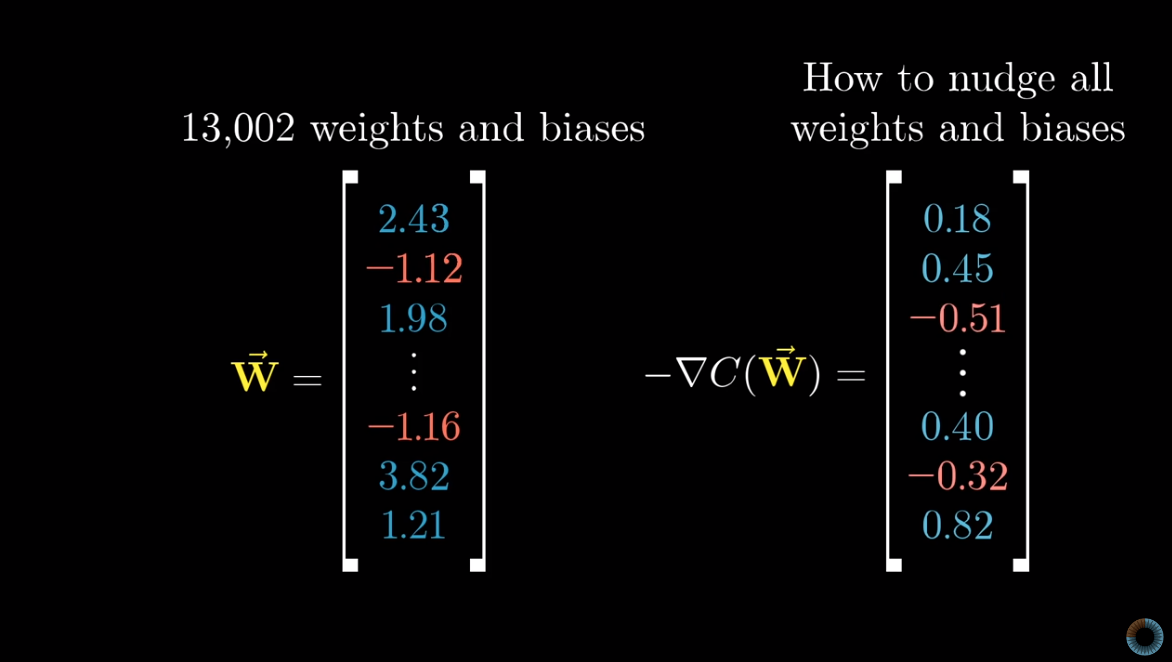 13,002 weights and biases
How to nudge all
weights and biases
2.43
−1.12
1.98
⋮
−1.16
3.82
1.21
W⃗ =
−∇C(W⃗) =
0.18
0.45
−0.51
⋮
0.40
−0.32
0.82